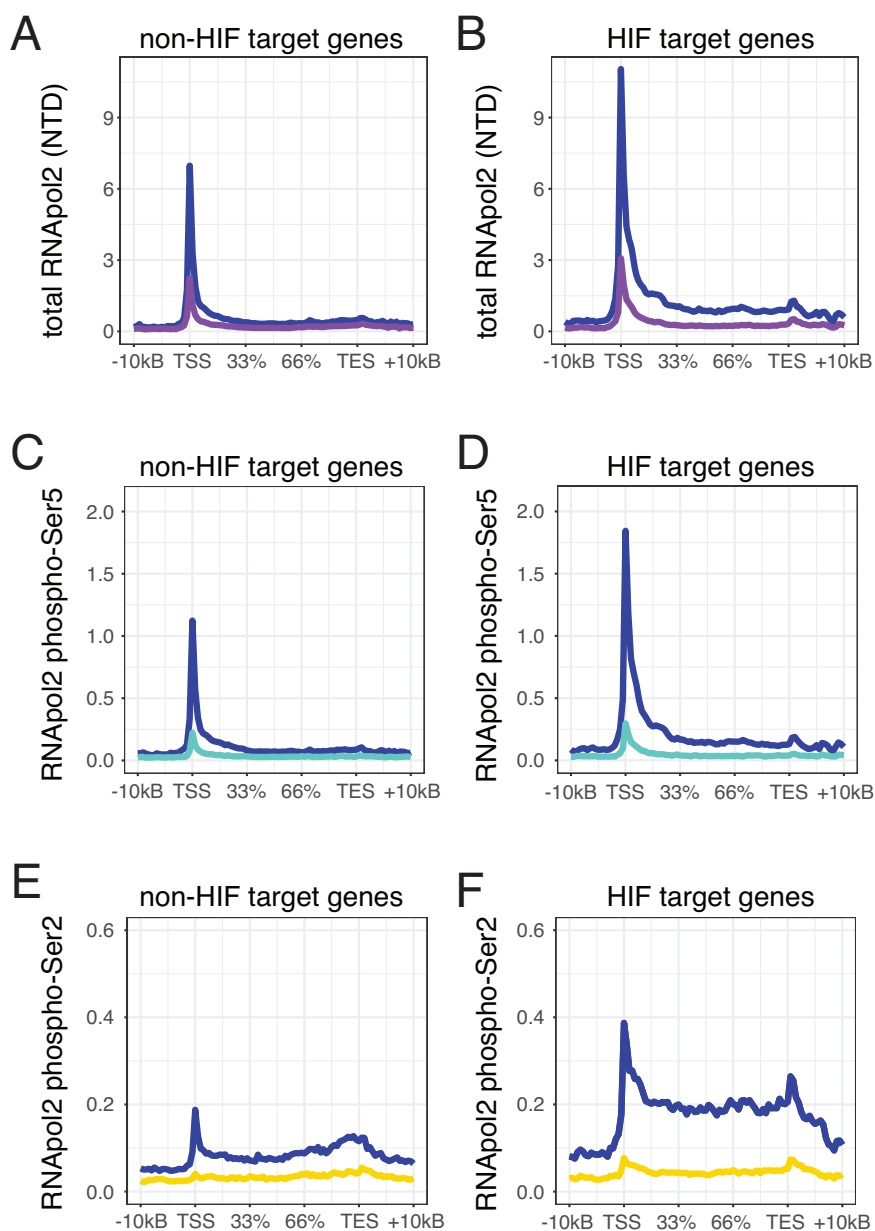 A
non-HIF target genes
total RNApol2 (NTD)
9
6
3
0
-10kB TSS 33% 66% TES +10kB
B
HIF target genes
total RNApol2 (NTD)
9
6
3
0
-10kB TSS 33% 66% TES +10kB
C
non-HIF target genes
RNApol2 phospho-Ser5
2.0
1.5
1.0
0.5
0.0
-10kB TSS 33% 66% TES +10kB
D
HIF target genes
RNApol2 phospho-Ser5
2.0
1.5
1.0
0.5
0.0
-10kB TSS 33% 66% TES +10kB
E
non-HIF target genes
RNApol2 phospho-Ser2
0.6
0.4
0.2
0.0
-10kB TSS 33% 66% TES +10kB
F
HIF target genes
RNApol2 phospho-Ser2
0.6
0.4
0.2
0.0
-10kB TSS 33% 66% TES +10kB